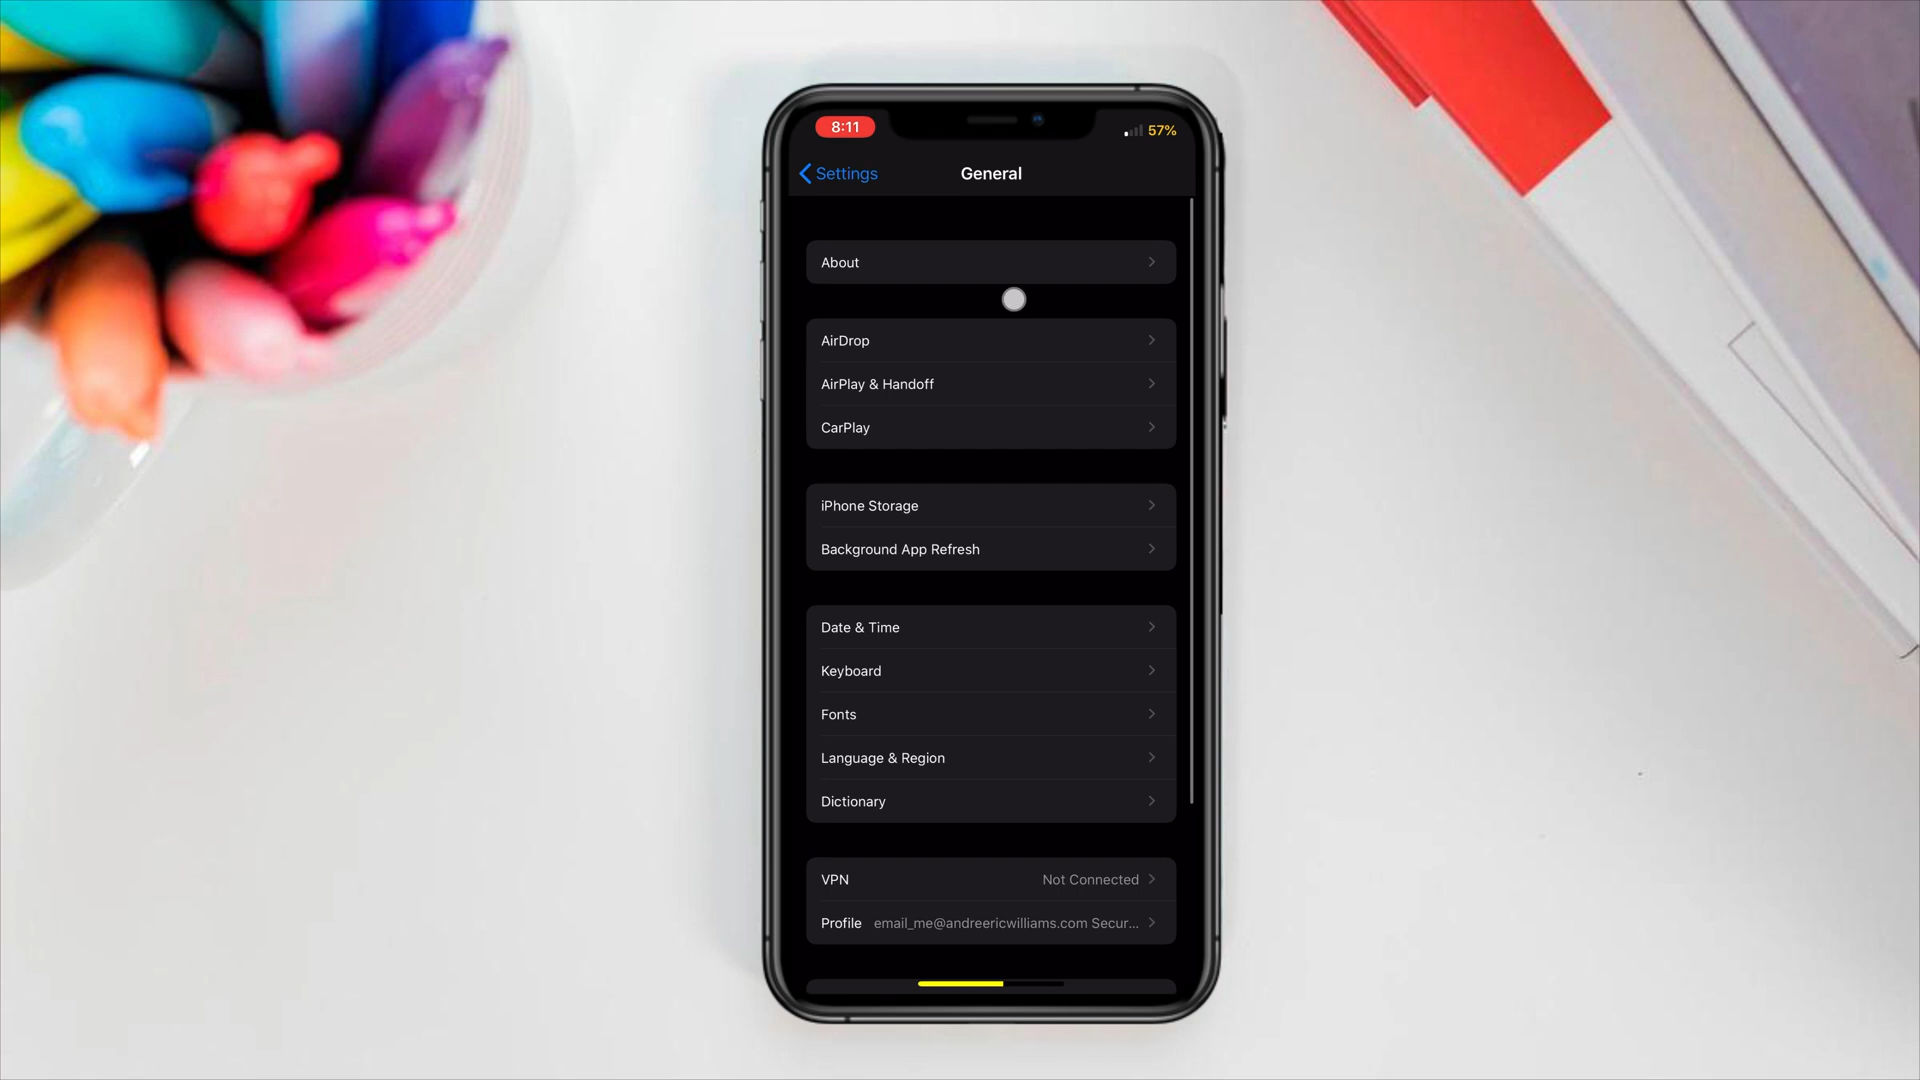 8:11
57%
Settings
General
About
AirDrop
AirPlay & Handoff
CarPlay
iPhone Storage
Background App Refresh
Date & Time
Keyboard
Fonts
Language & Region
Dictionary
VPN Not Connected
Profile email_me@andreericwilliams.com Secur...